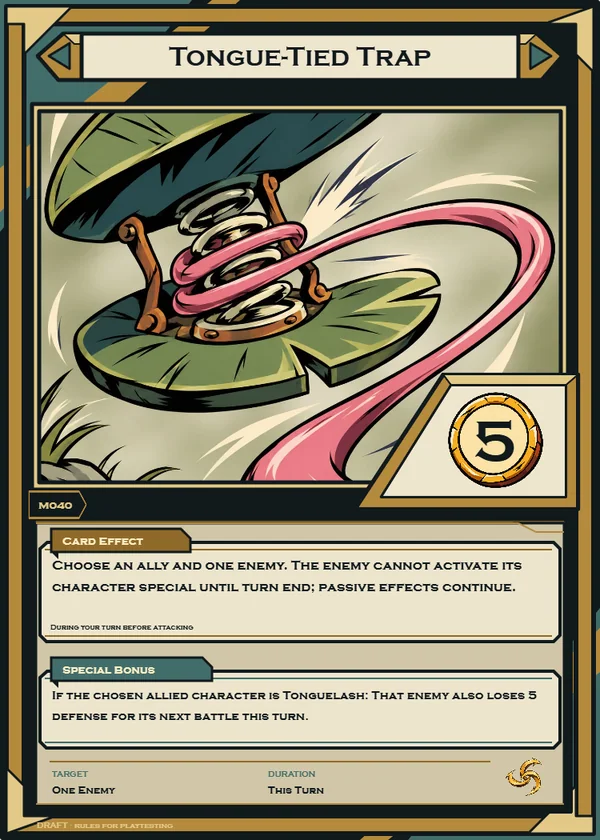 TONGUE-TIED TRAP
5
M040
CARD EFFECT
CHOOSE AN ALLY AND ONE ENEMY. THE ENEMY CANNOT ACTIVATE ITS
CHARACTER SPECIAL UNTIL TURN END; PASSIVE EFFECTS CONTINUE.
DURING YOUR TURN BEFORE ATTACKING
SPECIAL BONUS
IF THE CHOSEN ALLIED CHARACTER IS TONGUELASH: THAT ENEMY ALSO LOSES 5
DEFENSE FOR ITS NEXT BATTLE THIS TURN.
TARGET
DURATION
ONE ENEMY
THIS TURN
DRAFT · RULES FOR PLAYTESTING